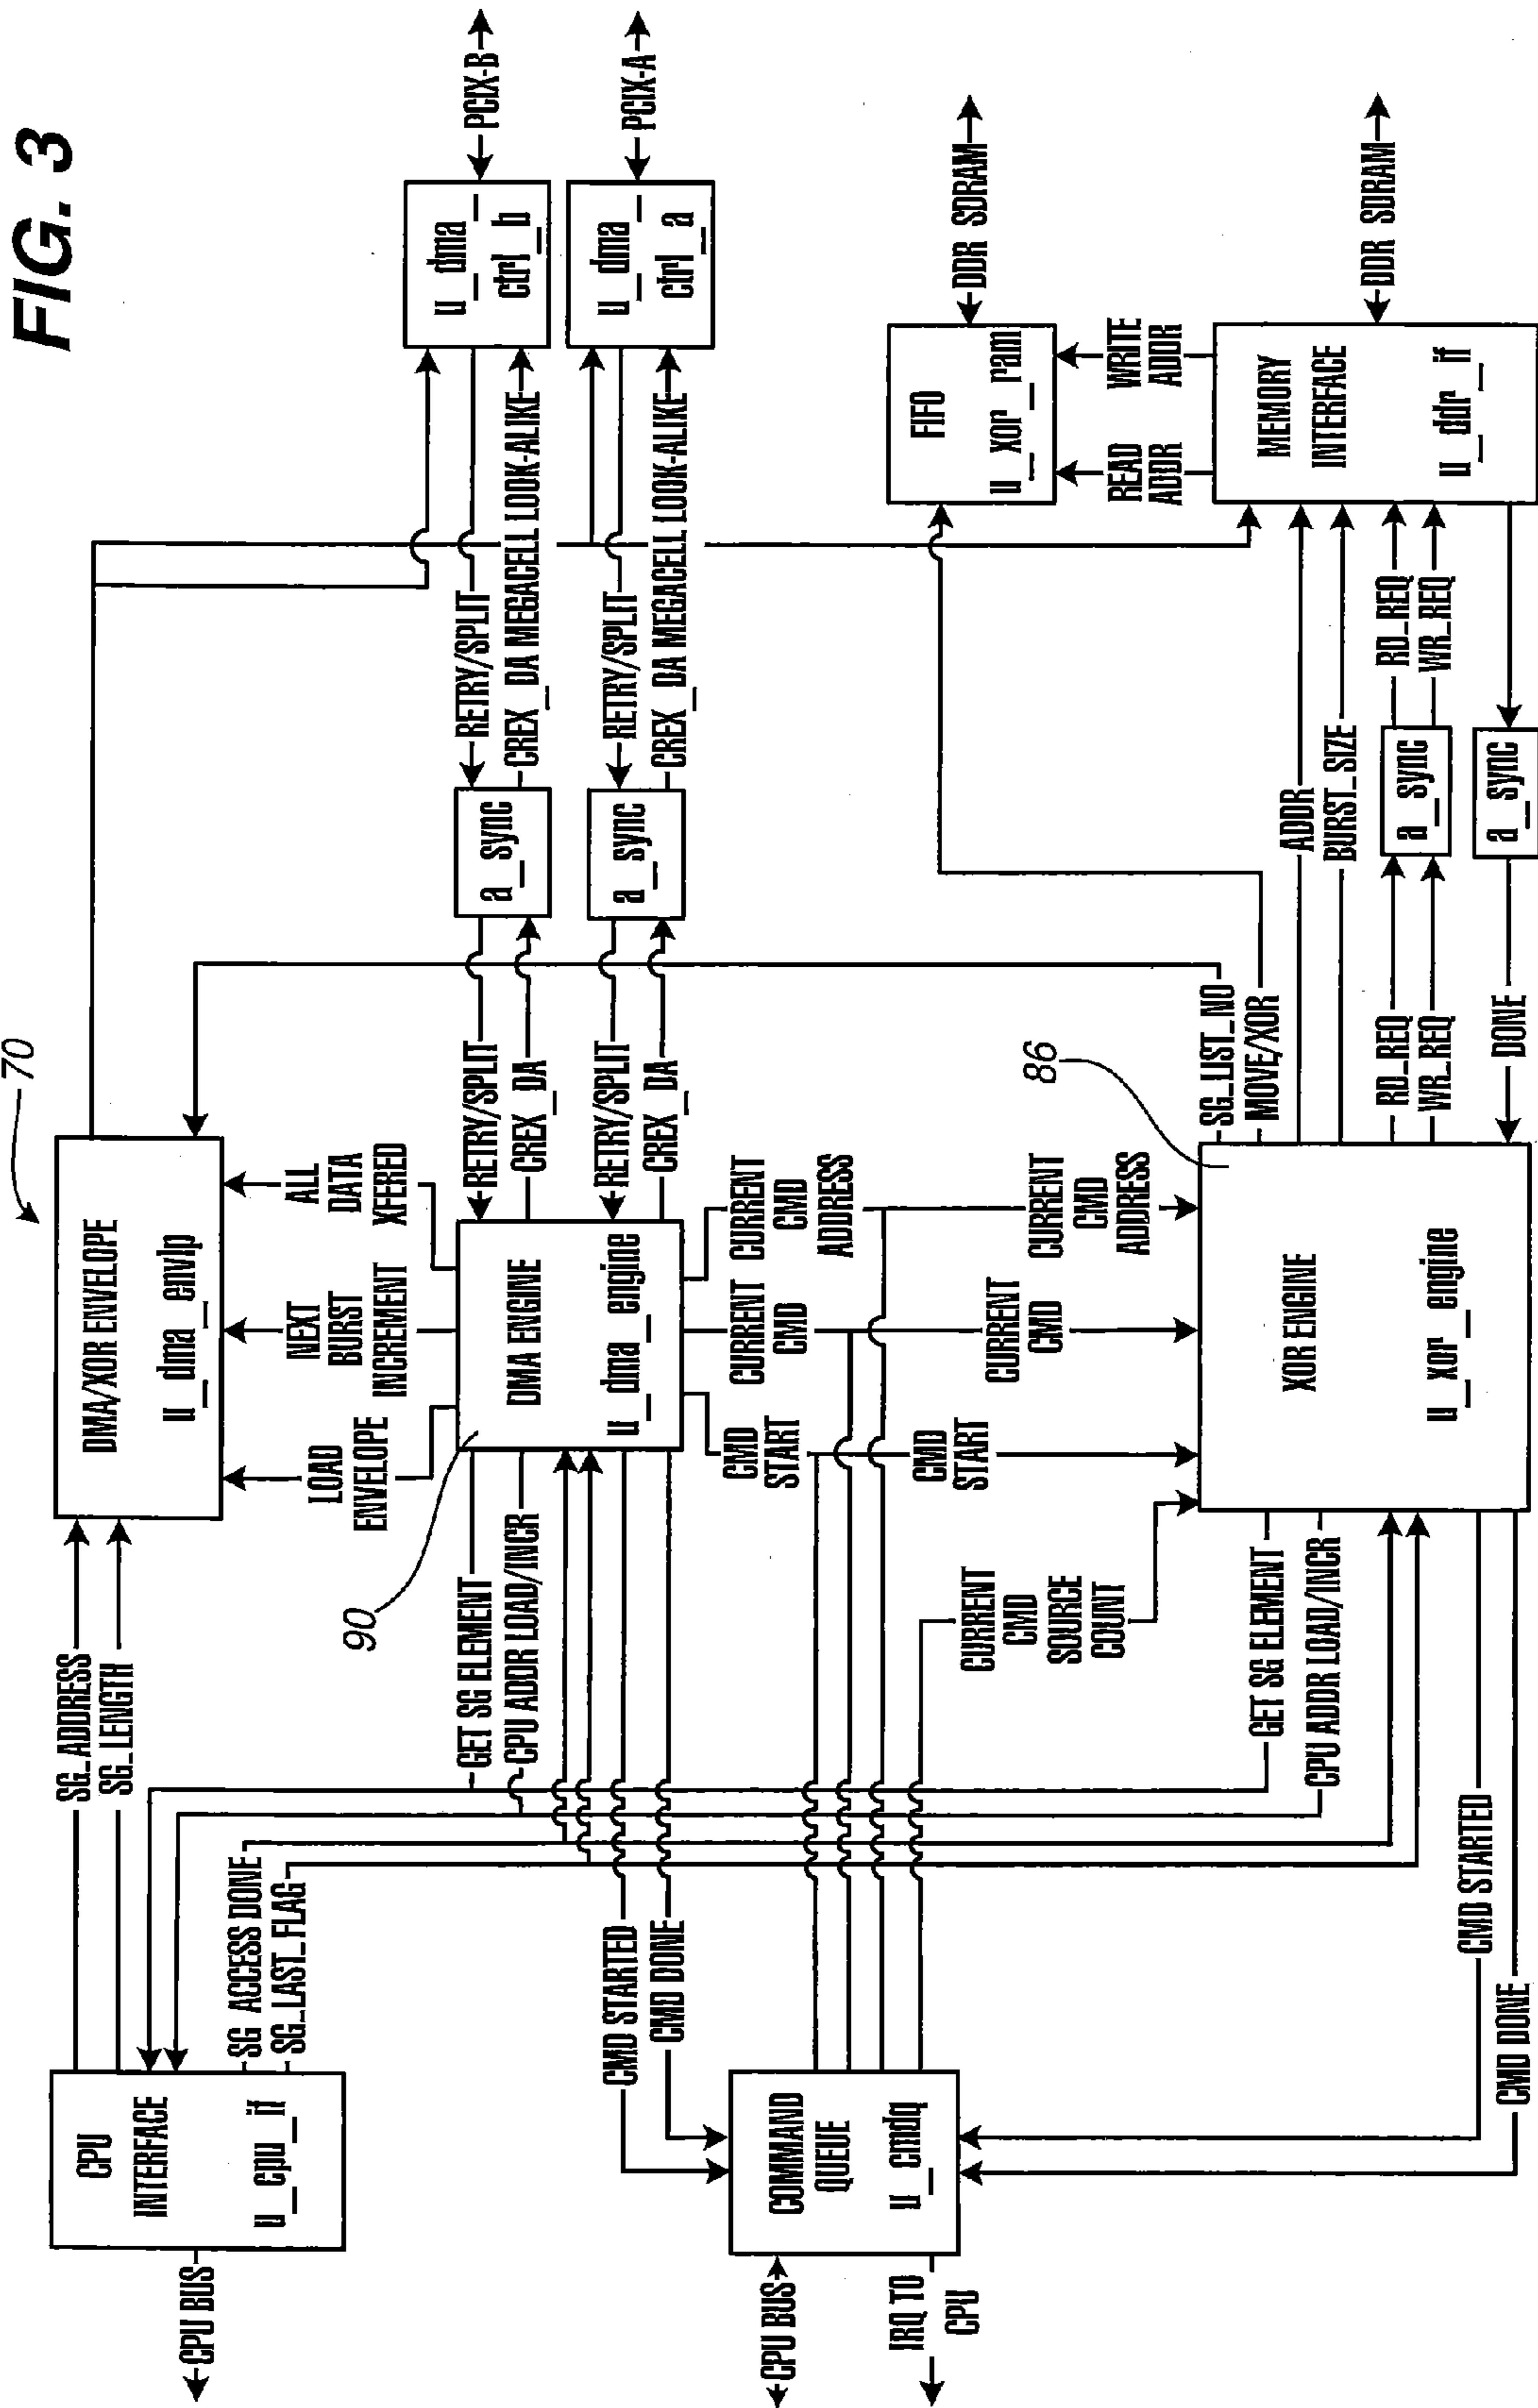 FIG. 3
70
CPU
INTERFACE
u_cpu_if
CPU BUS
SG_ADDRESS
SG_LENGTH
SG ACCESS DONE
SG_LAST_FLAG
DMA/XOR ENVELOPE
u_dma_envlp
LOAD
ENVELOPE
NEXT
BURST
INCREMENT
ALL
DATA
XFERED
90
GET SG ELEMENT
CPU ADDR LOAD/INCR
DMA ENGINE
u_dma_engine
RETRY/SPLIT
CREX_DA
RETRY/SPLIT
CREX_DA
a_sync
a_sync
RETRY/SPLIT
CREX_DA MEGACELL LOOK-ALIKE
RETRY/SPLIT
CREX_DA MEGACELL LOOK-ALIKE
u_dma_
ctrl_b
PCIX-B
u_dma_
ctrl_a
PCIX-A
CMD STARTED
CMD DONE
CMD
START
CURRENT
CMD
CURRENT
CMD
ADDRESS
COMMAND
QUEUE
u_cmdq
CPU BUS
IRQ TO
CPU
CMD
START
CURRENT
CMD
CURRENT
CMD
ADDRESS
CURRENT
CMD
SOURCE
COUNT
GET SG ELEMENT
CPU ADDR LOAD/INCR
CMD STARTED
CMD DONE
86
XOR ENGINE
u_xor_engine
SG_LIST_NO
MOVE/XOR
ADDR
BURST_SIZE
RD_REQ
WR_REQ
DONE
a_sync
a_sync
RD_REQ
WR_REQ
FIFO
u_xor_ram
DDR SDRAM
READ
ADDR
WRITE
ADDR
MEMORY
INTERFACE
u_ddr_if
DDR SDRAM